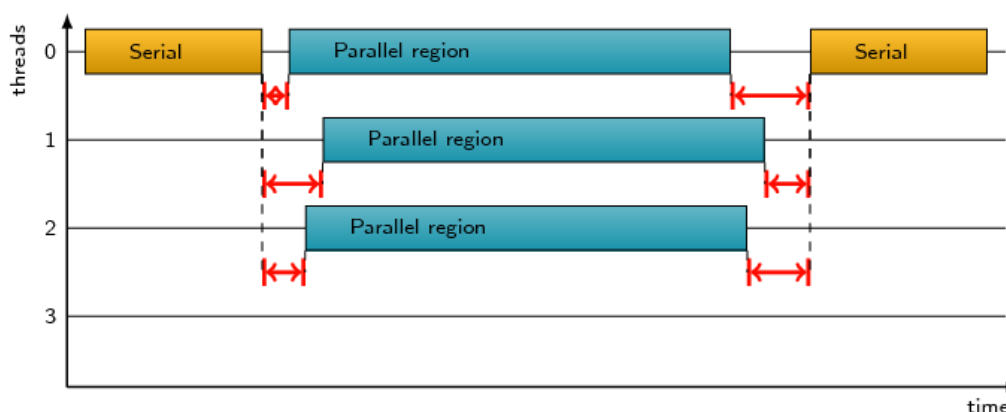 threads
0
Serial
Parallel region
Serial
1
Parallel region
2
Parallel region
3
time